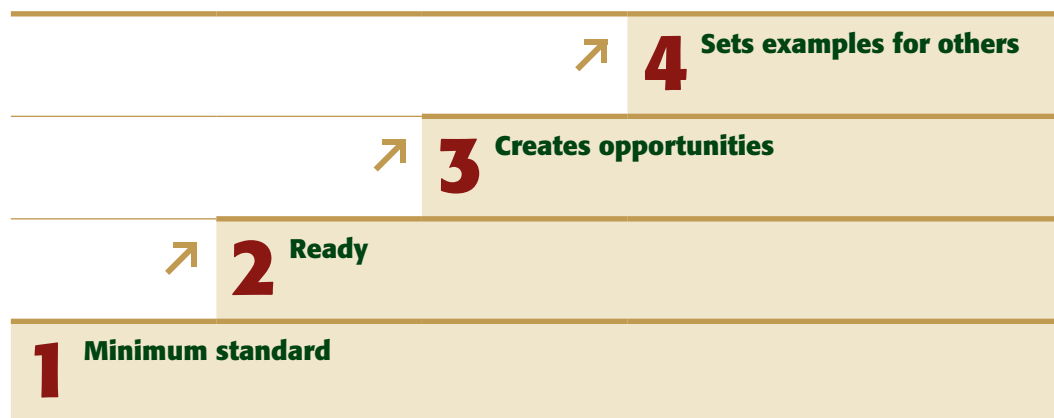 4 Sets examples for others
3 Creates opportunities
2 Ready
1 Minimum standard